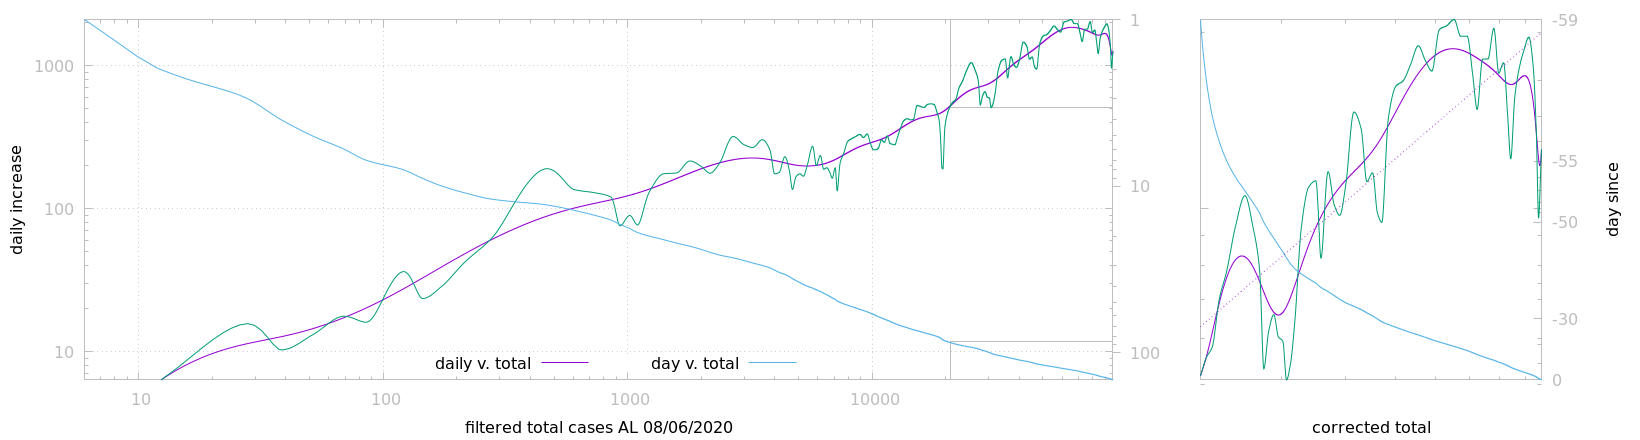 daily increase
1000
100
10
10
100
1000
10000
filtered total cases AL 08/06/2020
daily v. total
day v. total
1
10
100
corrected total
-59
-55
-50
-30
0
day since